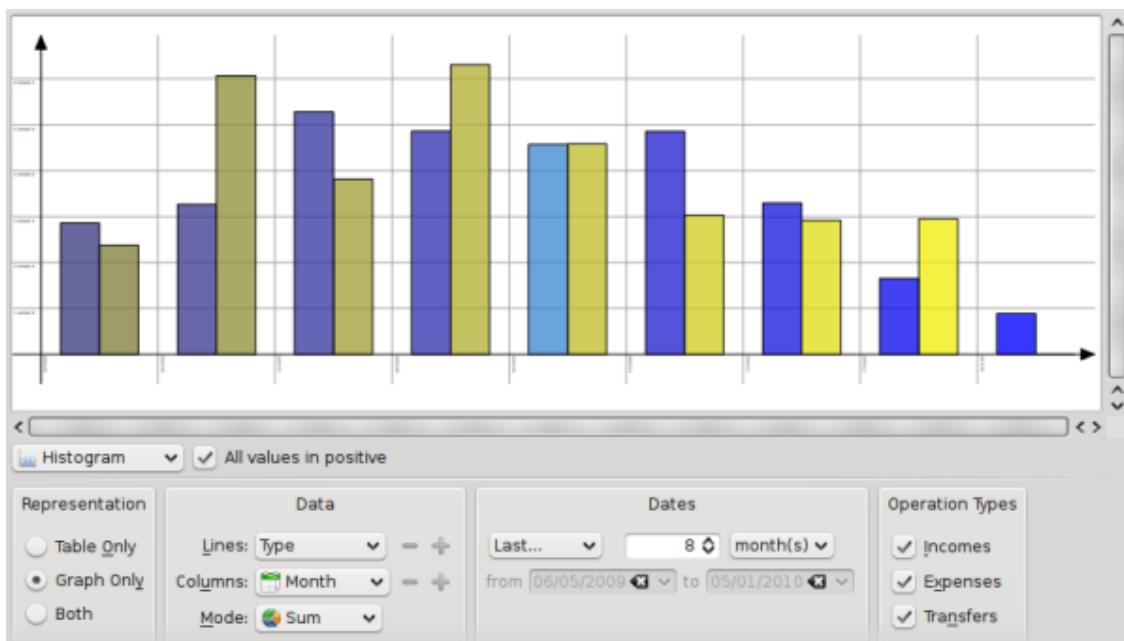 Histogram All values in positive
Representation Data Dates Operation Types
Table Only Lines: Type Last... 8 month(s) Incomes
Graph Only Columns: Month from 06/05/2009 to 05/01/2010 Expenses
Both Mode: Sum Transfers